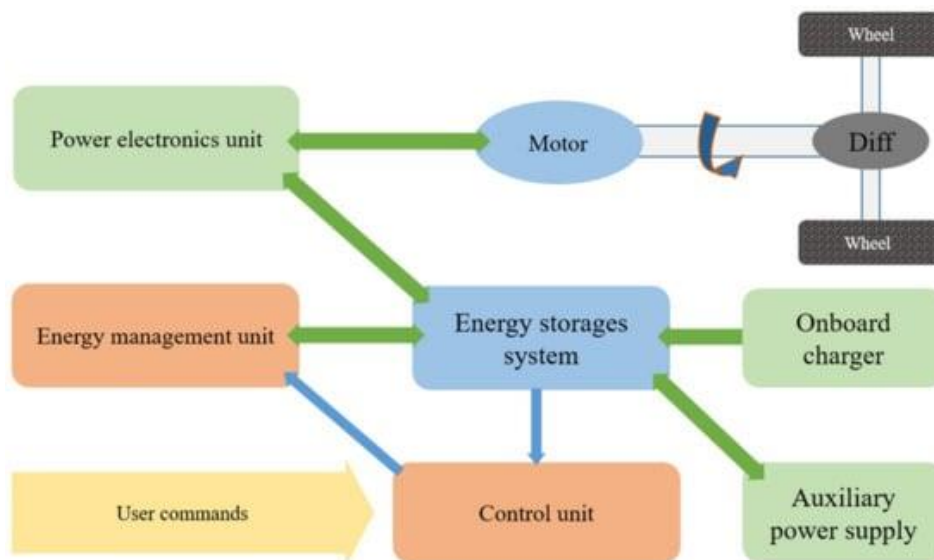 Wheel
Power electronics unit
Motor
Diff
Wheel
Energy management unit
Energy storages
system
Onboard
charger
User commands
Control unit
Auxiliary
power supply